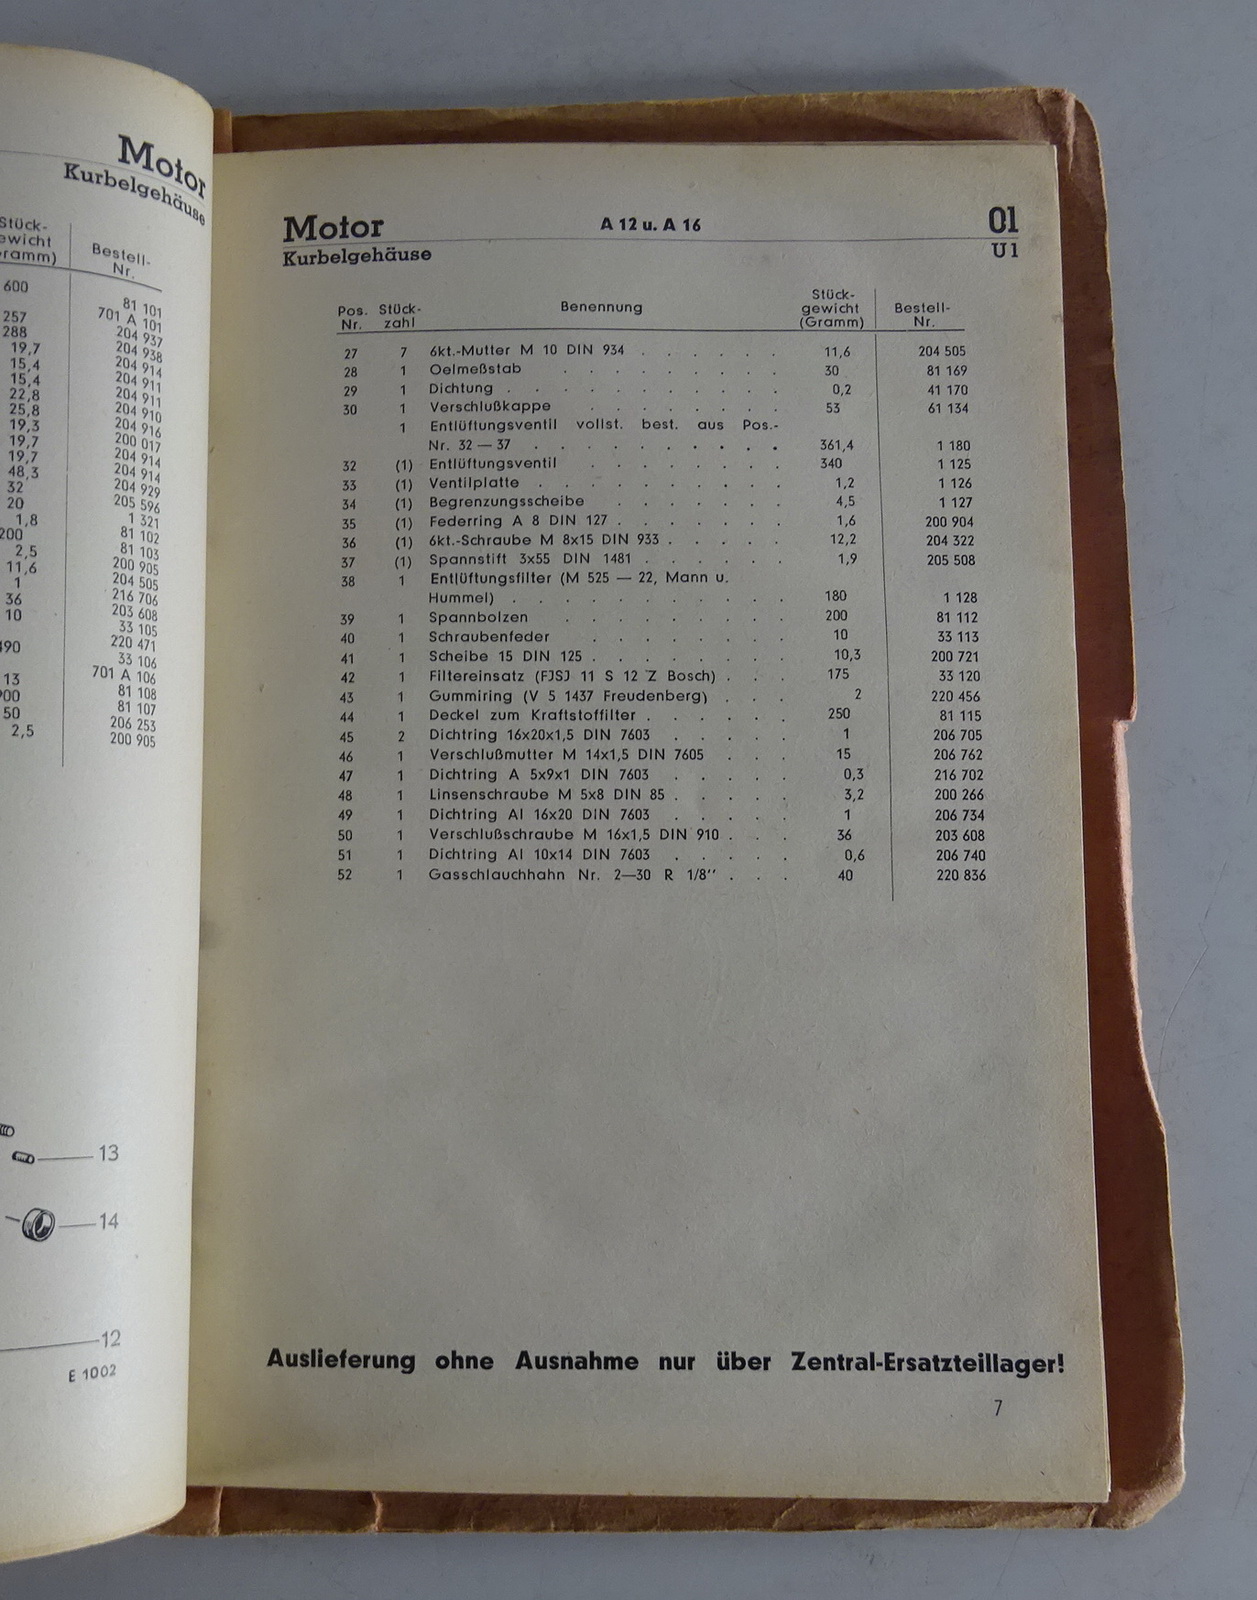 Motor
Kurbelgehäuse
Stück-
gewicht
Bestell-
Nr.
600
81 101
701 A 101
257
204 937
288
204 938
19,7
204 914
15,4
204 911
15,4
204 911
22,8
204 910
25,8
204 916
19,3
200 017
19,7
204 914
19,7
204 914
48,3
204 929
32
205 596
20
1 321
1,8
81 102
200
81 103
2,5
200 905
11,6
204 505
1
216 706
36
203 608
10
33 105
220 471
33 106
701 A 106
13
81 108
81 107
50
206 253
2,5
200 905
13
14
12
E 1002
Motor A 12 u. A 16 01
Kurbelgehäuse U 1
Pos. Nr. Stück- zahl Benennung Stück- gewicht (Gramm) Bestell- Nr.
27 7 6kt.-Mutter M 10 DIN 934 . . . . . . 11,6 204 505
28 1 Oelmeßstab . . . . . . . . 30 81 169
29 1 Dichtung . . . . . . . . . . 0,2 41 170
30 1 Verschlußkappe . . . . . . . 53 61 134
1 Entlüftungsventil vollst. best. aus Pos.-
Nr. 32 — 37 . . . . . . . . . 361,4 1 180
32 (1) Entlüftungsventil . . . . . . . 340 1 125
33 (1) Ventilplatte . . . . . . . . . 1,2 1 126
34 (1) Begrenzungsscheibe . . . . . . 4,5 1 127
35 (1) Federring A 8 DIN 127 . . . . . . 1,6 200 904
36 (1) 6kt.-Schraube M 8x15 DIN 933 . . . . 12,2 204 322
37 (1) Spannstift 3x55 DIN 1481 . . . . . 1,9 205 508
38 1 Entlüftungsfilter (M 525 — 22, Mann u.
Hummel) . . . . . . . . . . 180 1 128
39 1 Spannbolzen . . . . . . . . 200 81 112
40 1 Schraubenfeder . . . . . . . 10 33 113
41 1 Scheibe 15 DIN 125 . . . . . . . 10,3 200 721
42 1 Filtereinsatz (FJSJ 11 S 12 Z Bosch) . . . 175 33 120
43 1 Gummiring (V 5 1437 Freudenberg) . . . 2 220 456
44 1 Deckel zum Kraftstoffilter . . . . . . 250 81 115
45 2 Dichtring 16x20x1,5 DIN 7603 . . . . . 1 206 705
46 1 Verschlußmutter M 14x1,5 DIN 7605 . . . 15 206 762
47 1 Dichtring A 5x9x1 DIN 7603 . . . . . 0,3 216 702
48 1 Linsenschraube M 5x8 DIN 85 . . . . . 3,2 200 266
49 1 Dichtring Al 16x20 DIN 7603 . . . . . 1 206 734
50 1 Verschlußschraube M 16x1,5 DIN 910 . . . 36 203 608
51 1 Dichtring Al 10x14 DIN 7603 . . . . . 0,6 206 740
52 1 Gasschlauchhahn Nr. 2—30 R 1/8″ . . . 40 220 836
Auslieferung ohne Ausnahme nur über Zentral-Ersatzteillager!
7